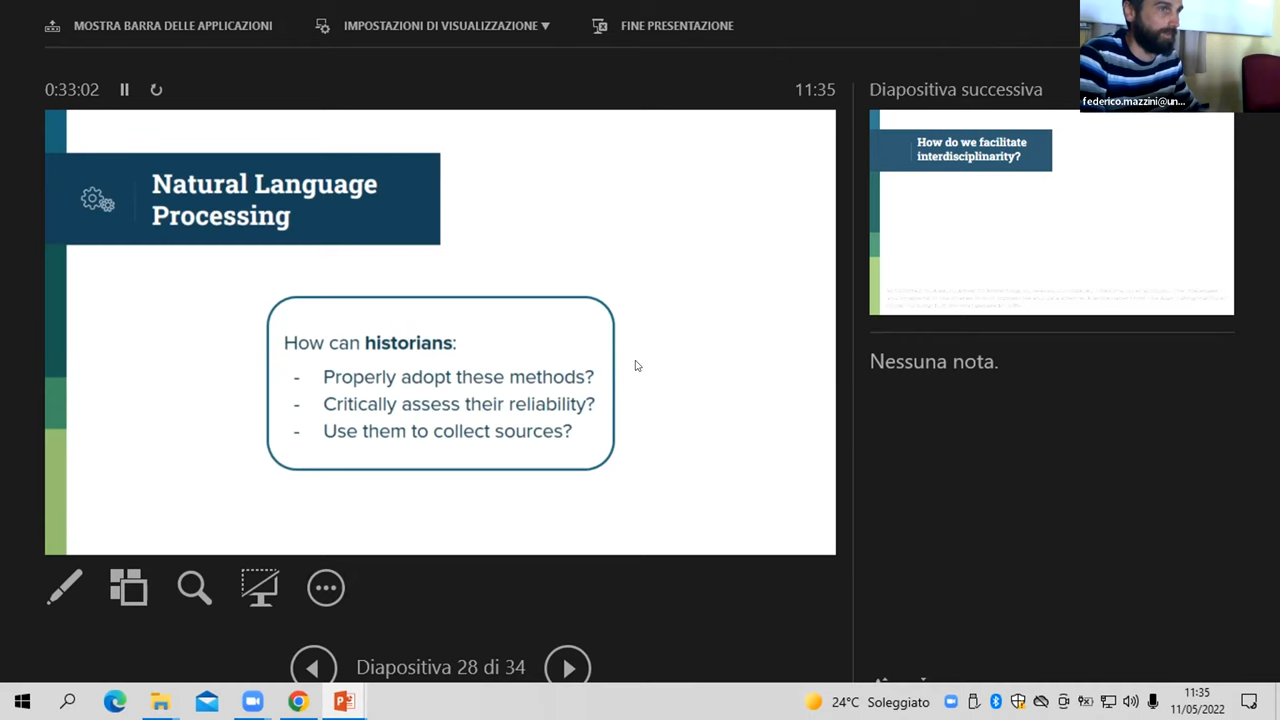 MOSTRA BARRA DELLE APPLICAZIONI
IMPOSTAZIONI DI VISUALIZZAZIONE ▼
FINE PRESENTAZIONE
federico.mazzini@un...
0:33:02
11:35
Diapositiva successiva
Natural Language
Processing
How can historians:
- Properly adopt these methods?
- Critically assess their reliability?
- Use them to collect sources?
How do we facilitate
interdisciplinarity?
Nessuna nota.
Diapositiva 28 di 34
24°C Soleggiato
11:35
11/05/2022